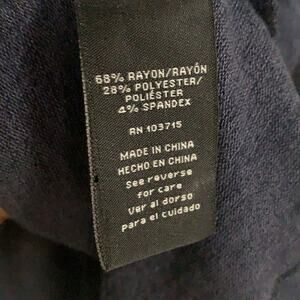 68% RAYON/RAYÓN
28% POLYESTER/
POLIÉSTER
4% SPANDEX
RN 103715
MADE IN CHINA
HECHO EN CHINA
See reverse
for care
Ver al dorso
para el cuidado